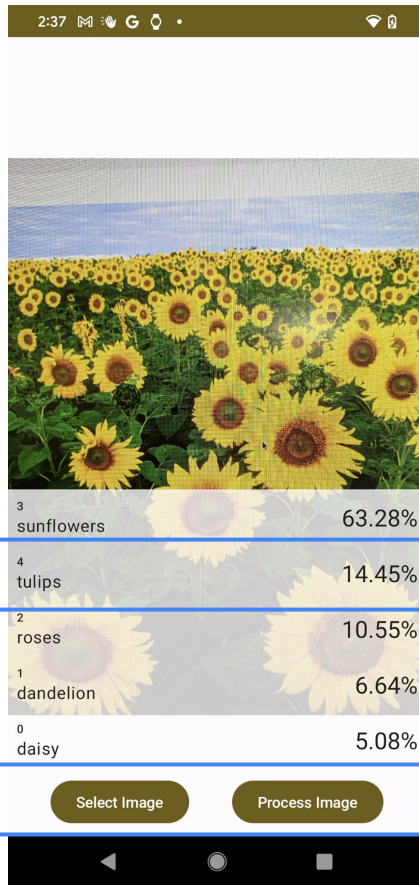 2:37
3
sunflowers 63.28%
4
tulips 14.45%
2
roses 10.55%
1
dandelion 6.64%
0
daisy 5.08%
Select Image Process Image